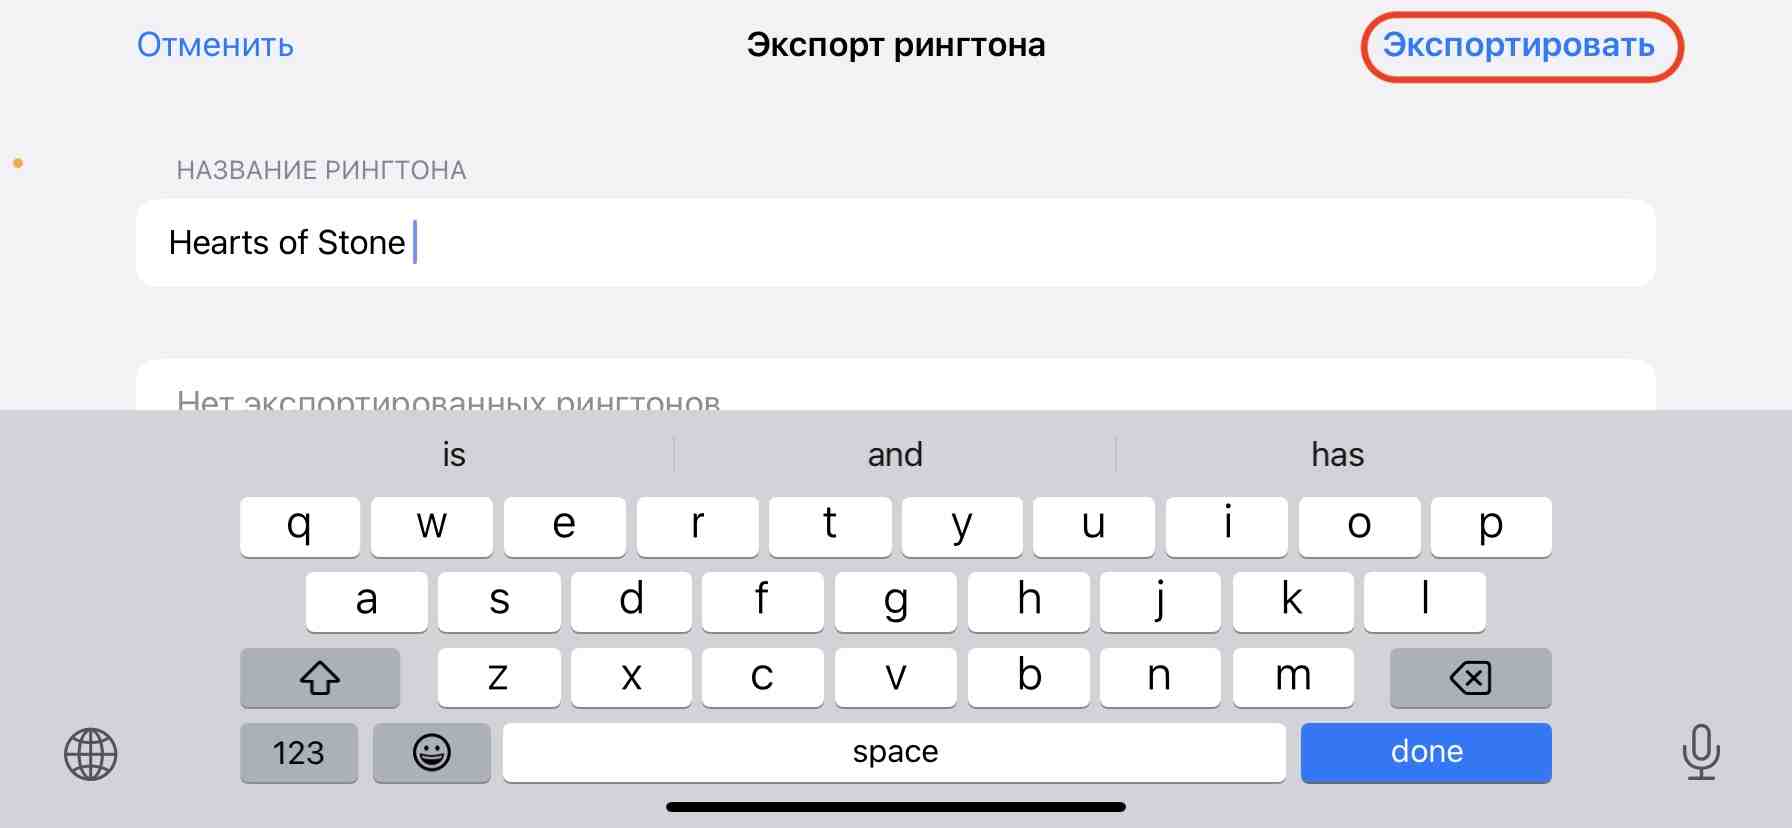 Отменить Экспорт рингтона Экспортировать
НАЗВАНИЕ РИНГТОНА
Hearts of Stone
Нет экспортированных рингтонов
is and has
q w e r t y u i o p
a s d f g h j k l
z x c v b n m
123 space done